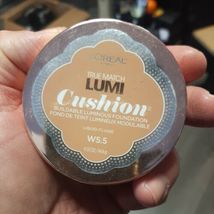 L'ORÉAL
TRUE MATCH
LUMI
Cushion
BUILDABLE LUMINOUS FOUNDATION
FOND DE TEINT LUMINEUX MODULABLE
W5.5